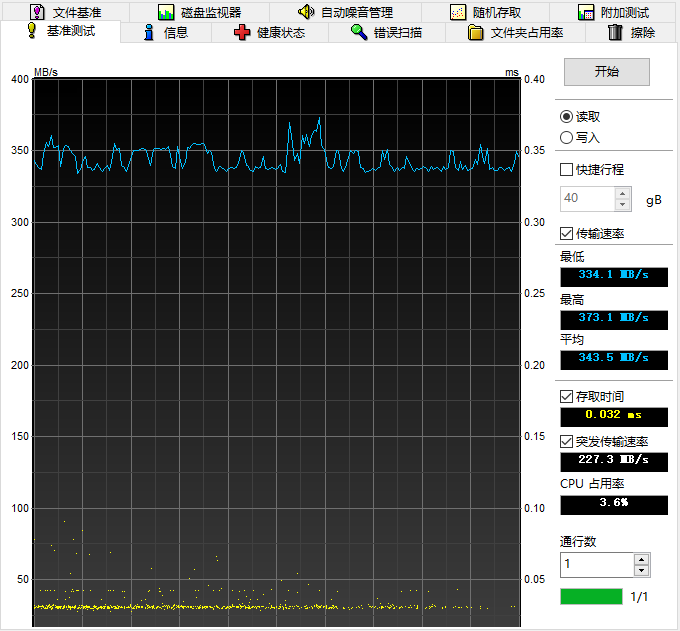 文件基准 磁盘监视器 自动噪音管理 随机存取 附加测试
基准测试 信息 健康状态 错误扫描 文件夹占用率 擦除
MB/s ms
400 0.40
350 0.35
300 0.30
250 0.25
200 0.20
150 0.15
100 0.10
50 0.05
开始
读取
写入
快捷行程
40 gB
传输速率
最低
334.1 MB/s
最高
373.1 MB/s
平均
343.5 MB/s
存取时间
0.032 ms
突发传输速率
227.3 MB/s
CPU 占用率
3.6%
通行数
1
1/1